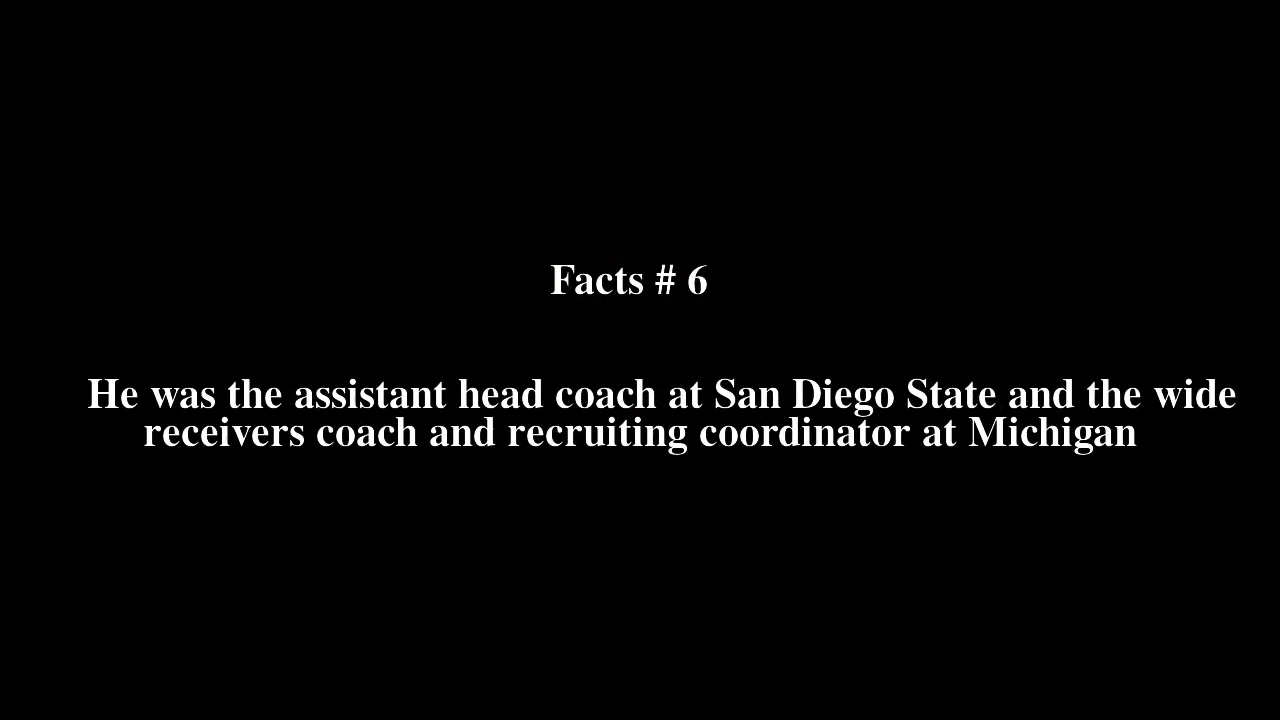 Facts # 6
He was the assistant head coach at San Diego State and the wide
receivers coach and recruiting coordinator at Michigan